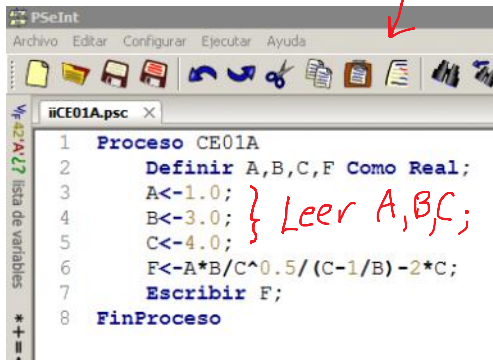 PSeInt
Archivo Editar Configurar Ejecutar Ayuda
iiCE01A.psc ×
1 Proceso CE01A
2 Definir A,B,C,F Como Real;
3 A<-1.0;
4 B<-3.0; } Leer A,B,C;
5 C<-4.0;
6 F<-A*B/C^0.5/(C-1/B)-2*C;
7 Escribir F;
8 FinProceso
lista de variables
*+=